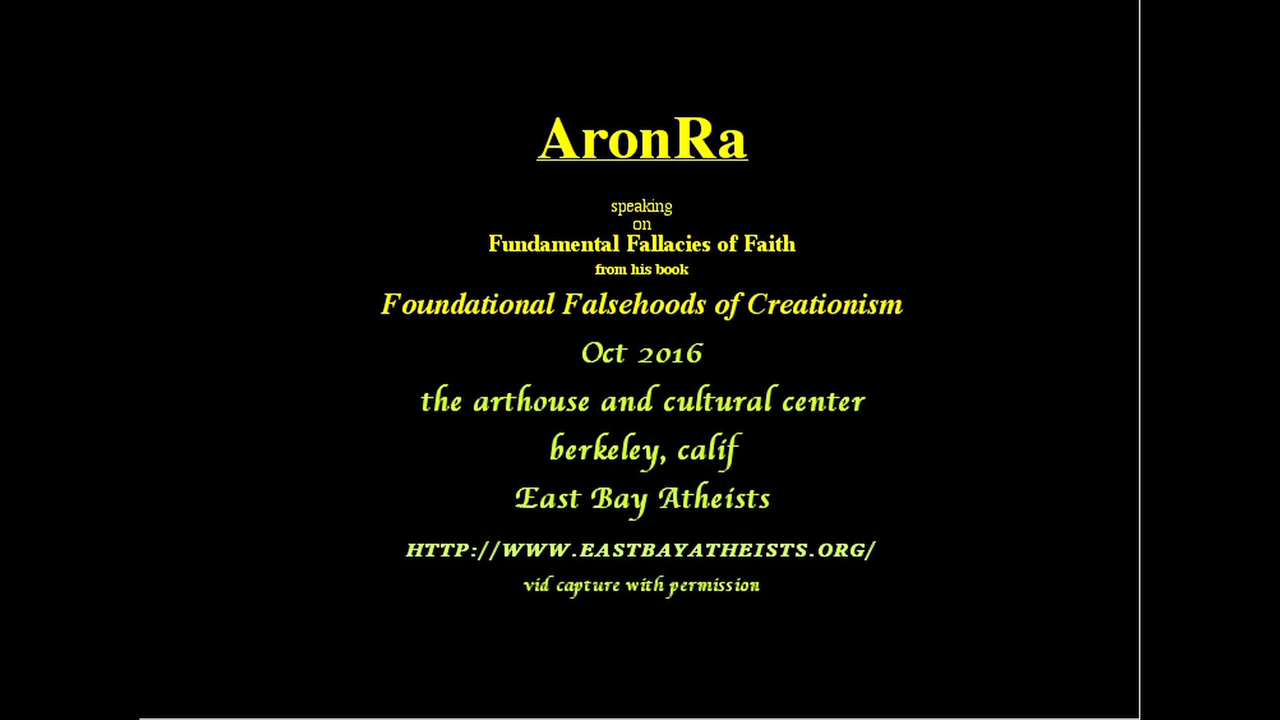 AronRa
speaking
on
Fundamental Fallacies of Faith
from his book
Foundational Falsehoods of Creationism
Oct 2016
the arthouse and cultural center
berkeley, calif
East Bay Atheists
HTTP://WWW.EASTBAYATHEISTS.ORG/
vid capture with permission